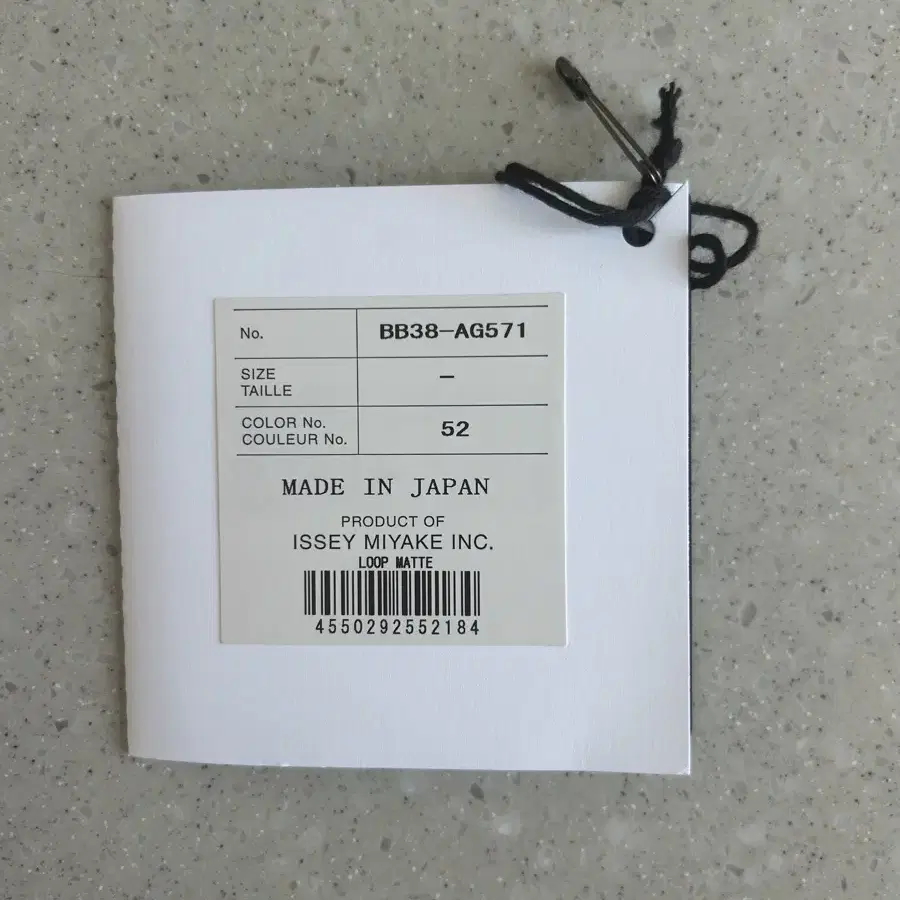 No. BB38-AG571
SIZE
TAILLE
–
COLOR No.
COULEUR No.
52
MADE IN JAPAN
PRODUCT OF
ISSEY MIYAKE INC.
LOOP MATTE
4550292552184